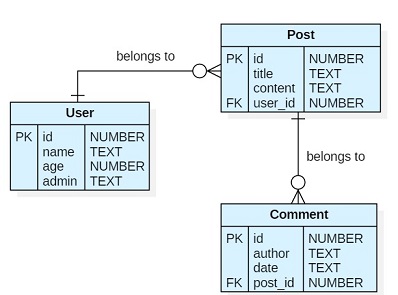 Post
PK id NUMBER
title TEXT
content TEXT
FK user_id NUMBER
belongs to
User
PK id NUMBER
name TEXT
age NUMBER
admin TEXT
belongs to
Comment
PK id NUMBER
author TEXT
date TEXT
FK post_id NUMBER